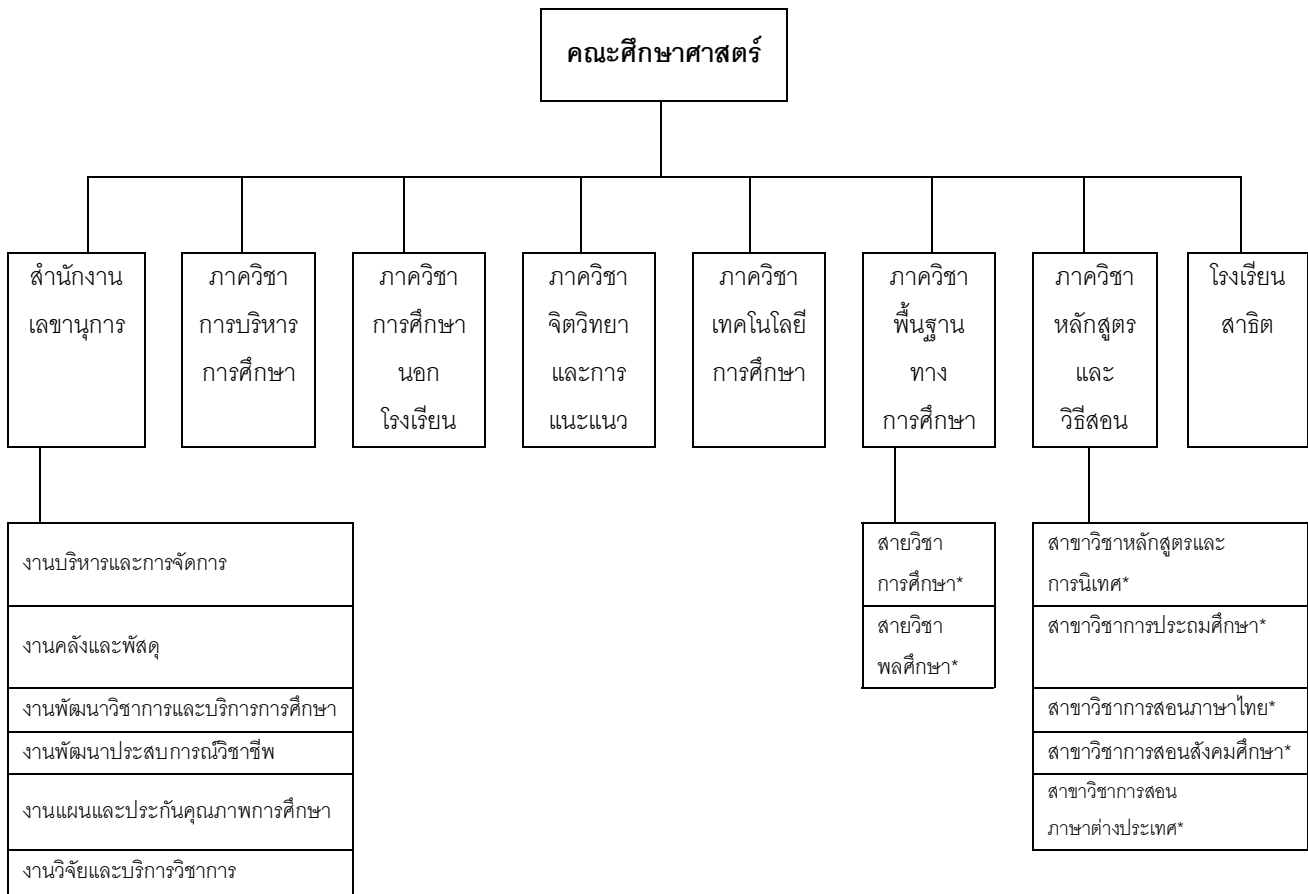 คณะศึกษาศาสตร์
สำนักงาน
เลขานุการ
ภาควิชา
การบริหาร
การศึกษา
ภาควิชา
การศึกษา
นอก
โรงเรียน
ภาควิชา
จิตวิทยา
และการ
แนะแนว
ภาควิชา
เทคโนโลยี
การศึกษา
ภาควิชา
พื้นฐาน
ทาง
การศึกษา
ภาควิชา
หลักสูตร
และ
วิธีสอน
โรงเรียน
สาธิต
งานบริหารและการจัดการ
งานคลังและพัสดุ
งานพัฒนาวิชาการและบริการการศึกษา
งานพัฒนาประสบการณ์วิชาชีพ
งานแผนและประกันคุณภาพการศึกษา
งานวิจัยและบริการวิชาการ
สายวิชา
การศึกษา*
สายวิชา
พลศึกษา*
สาขาวิชาหลักสูตรและ
การนิเทศ*
สาขาวิชาการประถมศึกษา*
สาขาวิชาการสอนภาษาไทย*
สาขาวิชาการสอนสังคมศึกษา*
สาขาวิชาการสอน
ภาษาต่างประเทศ*